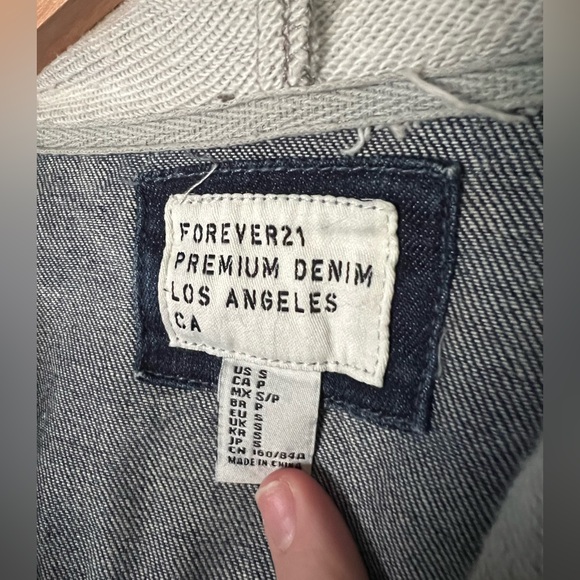 FOREVER21
PREMIUM DENIM
LOS ANGELES
CA
US S
CA P
MX S/P
BR P
EU S
UK S
KR S
JP S
CN 160/84A
MADE IN CHINA